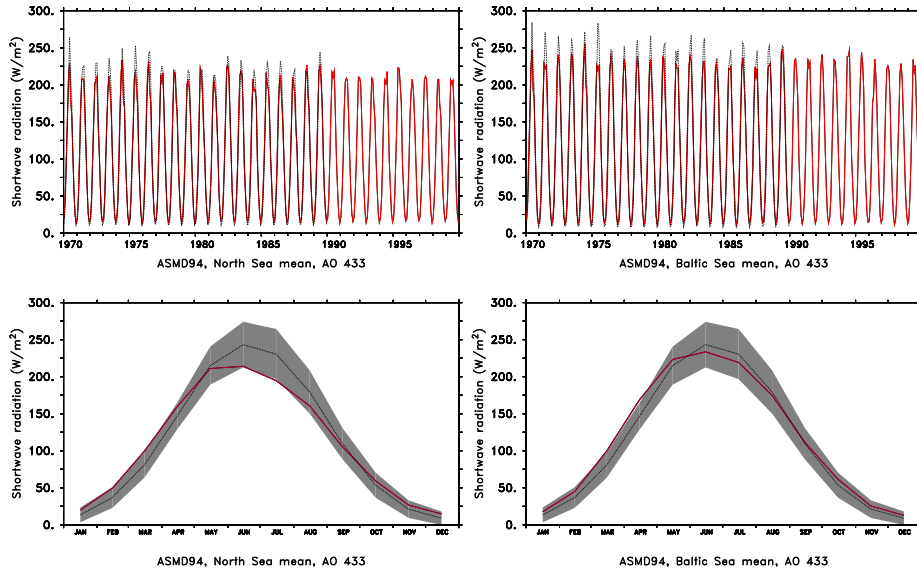 Shortwave radiation (W/m²)
300.
250.
200.
150.
100.
50.
0.
1970 1975 1980 1985 1990 1995
ASMD94, North Sea mean, AO 433
Shortwave radiation (W/m²)
300.
250.
200.
150.
100.
50.
0.
1970 1975 1980 1985 1990 1995
ASMD94, Baltic Sea mean, AO 433
Shortwave radiation (W/m²)
300.
250.
200.
150.
100.
50.
0.
JAN FEB MAR APR MAY JUN JUL AUG SEP OCT NOV DEC
ASMD94, North Sea mean, AO 433
Shortwave radiation (W/m²)
300.
250.
200.
150.
100.
50.
0.
JAN FEB MAR APR MAY JUN JUL AUG SEP OCT NOV DEC
ASMD94, Baltic Sea mean, AO 433